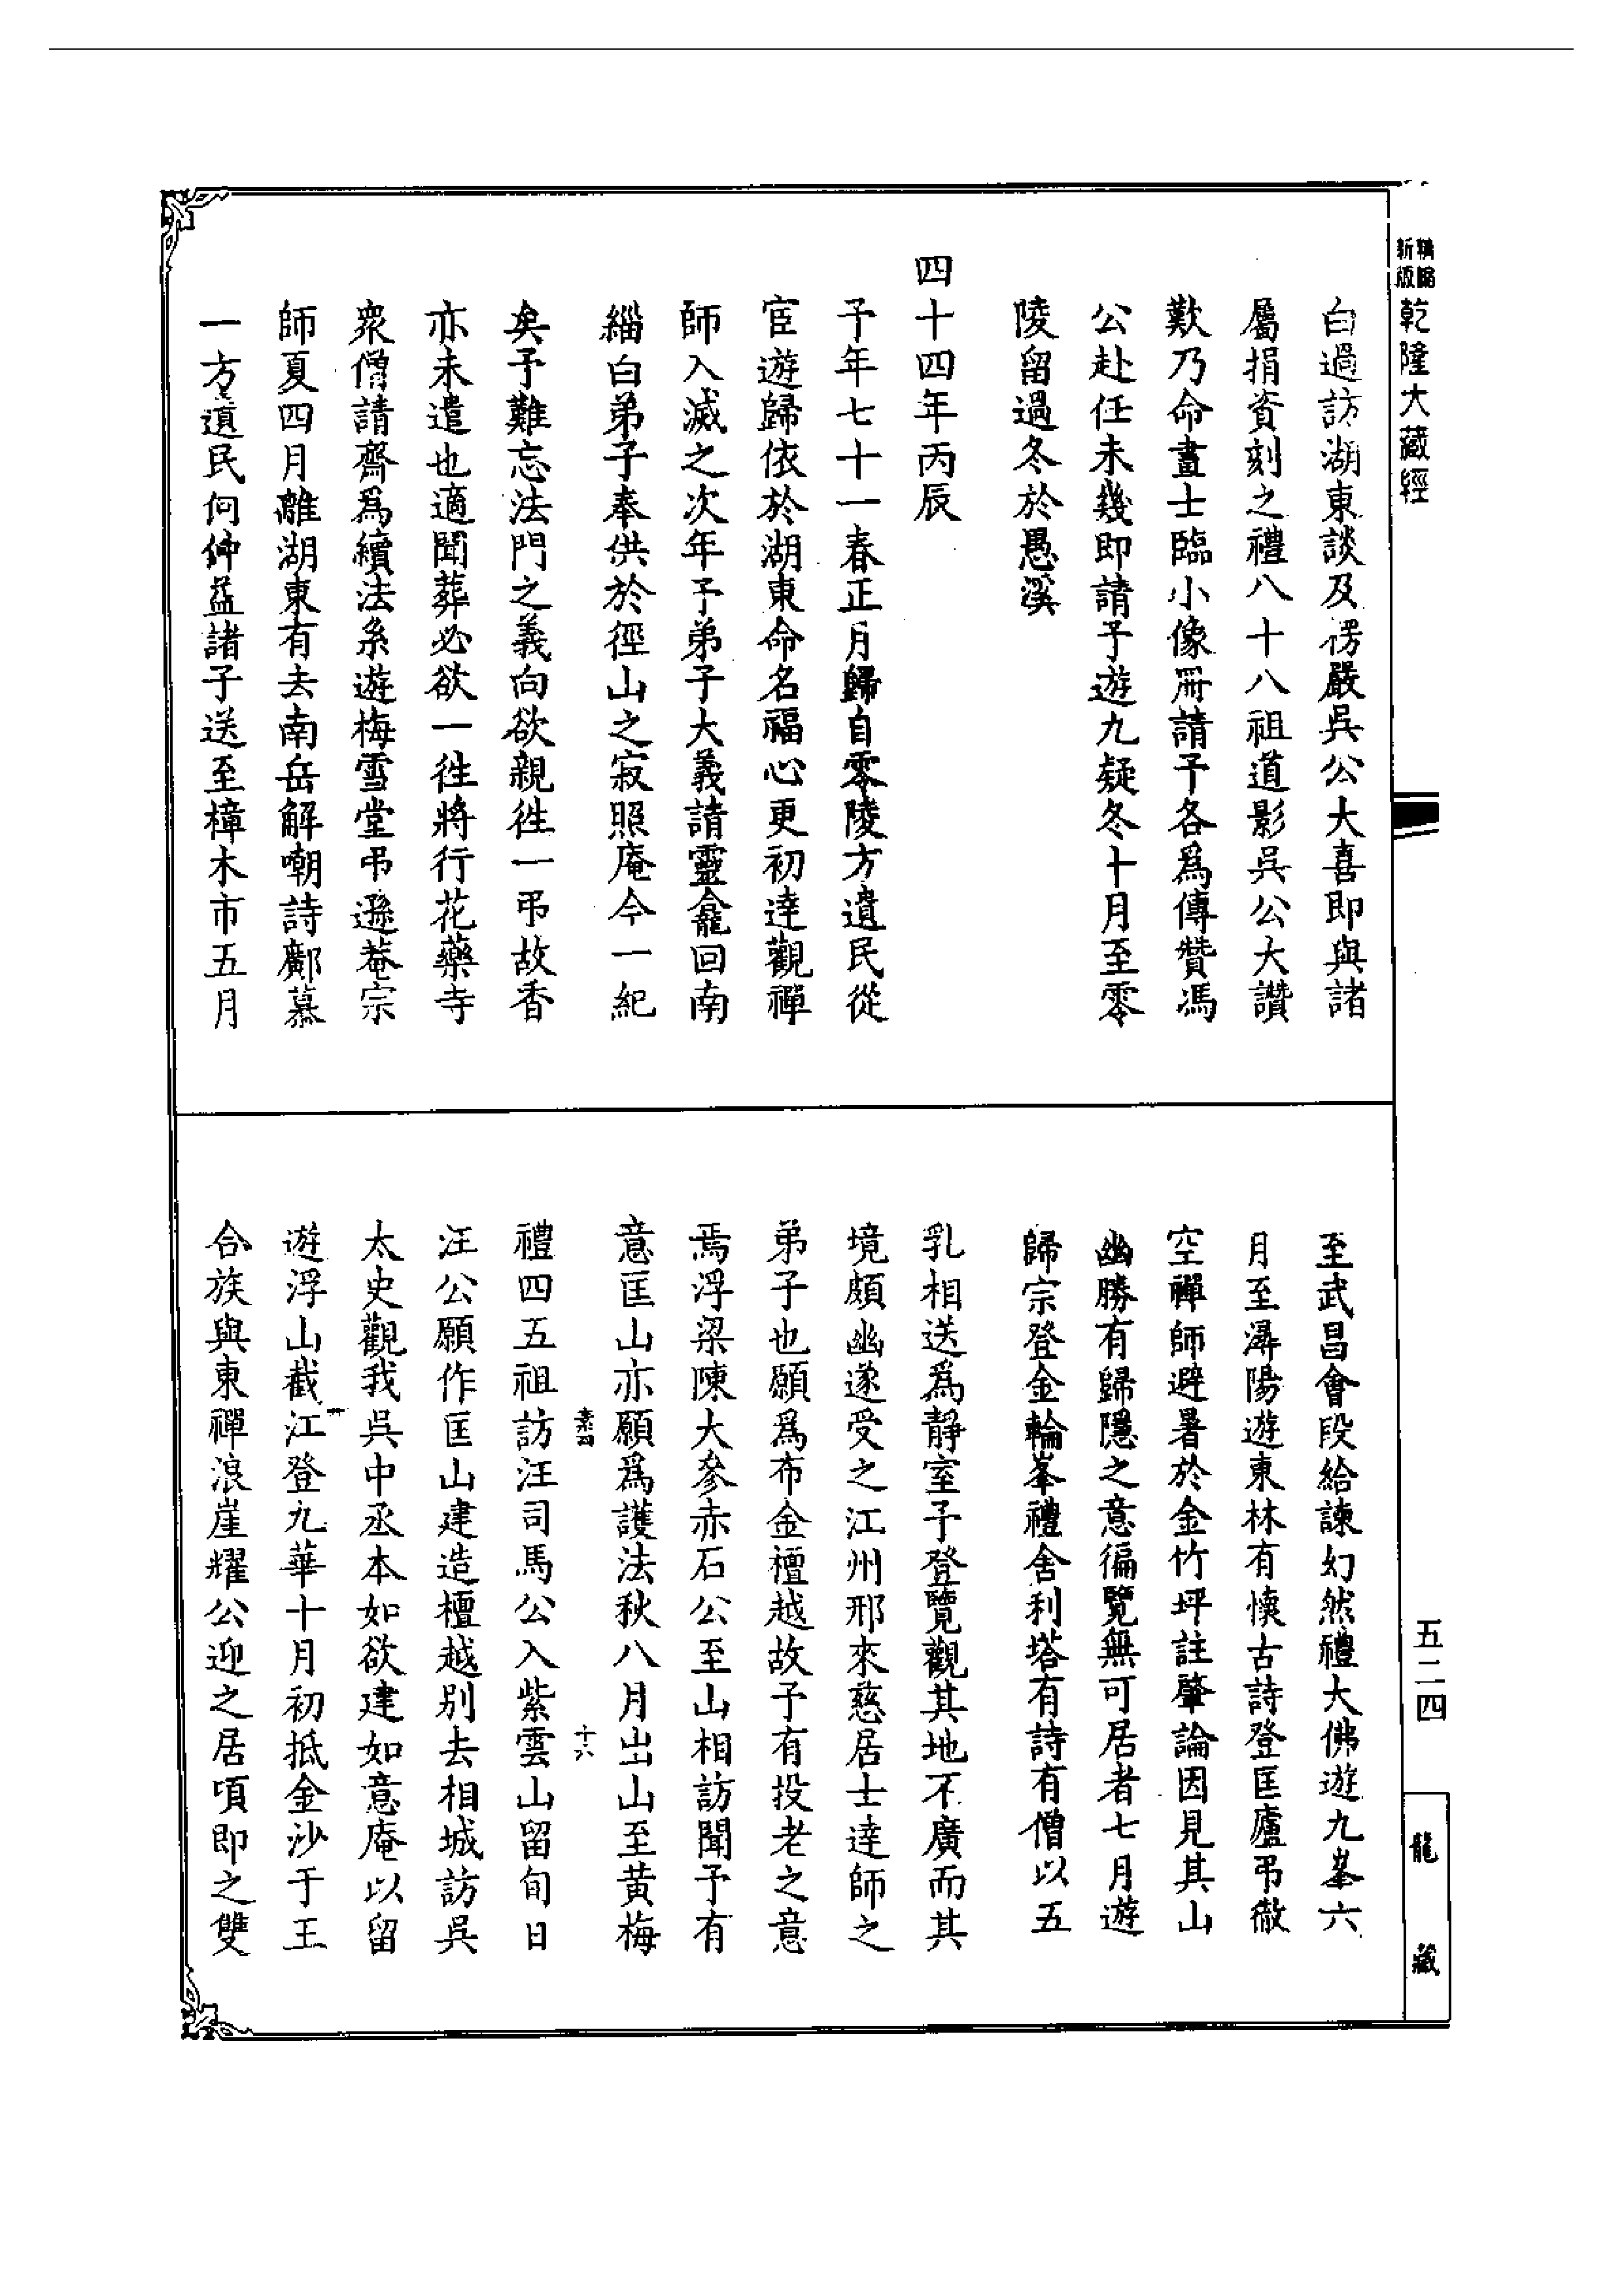 新版
精縮
乾隆大藏經
白過訪湖東談及楞嚴吳公大喜即與諸
屬捐資刻之禮八十八祖道影吳公大讚
歎乃命畫士臨小像冊請予各為傳贊馮
公赴任未幾即請予遊九疑冬十月至零
陵留過冬於愚溪
四十四年丙辰
予年七十一春正月歸自零陵方遺民從
宦遊歸依於湖東命名福心更初達觀禪
師入滅之次年予弟子大義請靈龕回南
緇白弟子奉供於徑山之寂照庵今一紀
矣予難忘法門之義向欲親徃一弔故香
亦未遣也適聞葬必欲一徃將行花藥寺
衆僧請齋爲續法系遊梅雪堂弔遜菴宗
師夏四月離湖東有去南岳解嘲詩鄺慕
一方遺民何仲益諸子送至樟木市五月
至武昌會段給諫幻然禮大佛遊九峯六
月至潯陽遊東林有懷古詩登匡廬弔徹
空禪師避暑於金竹坪註肇論因見其山
幽勝有歸隱之意徧覽無可居者七月遊
歸宗登金輪峯禮舍利塔有詩有僧以五
乳相送爲靜室予登覽觀其地不廣而其
境頗幽遂受之江州邢來慈居士達師之
弟子也願爲布金檀越故予有投老之意
焉浮梁陳大參赤石公至山相訪聞予有
意匡山亦願爲護法秋八月出山至黃梅
素四
十六
禮四五祖訪汪司馬公入紫雲山留旬日
汪公願作匡山建造檀越別去相城訪吳
太史觀我吳中丞本如欲建如意庵以留
遊浮山截江登九華十月初抵金沙于王
合族與東禪浪崖耀公迎之居頃即之雙
五二四
龍藏